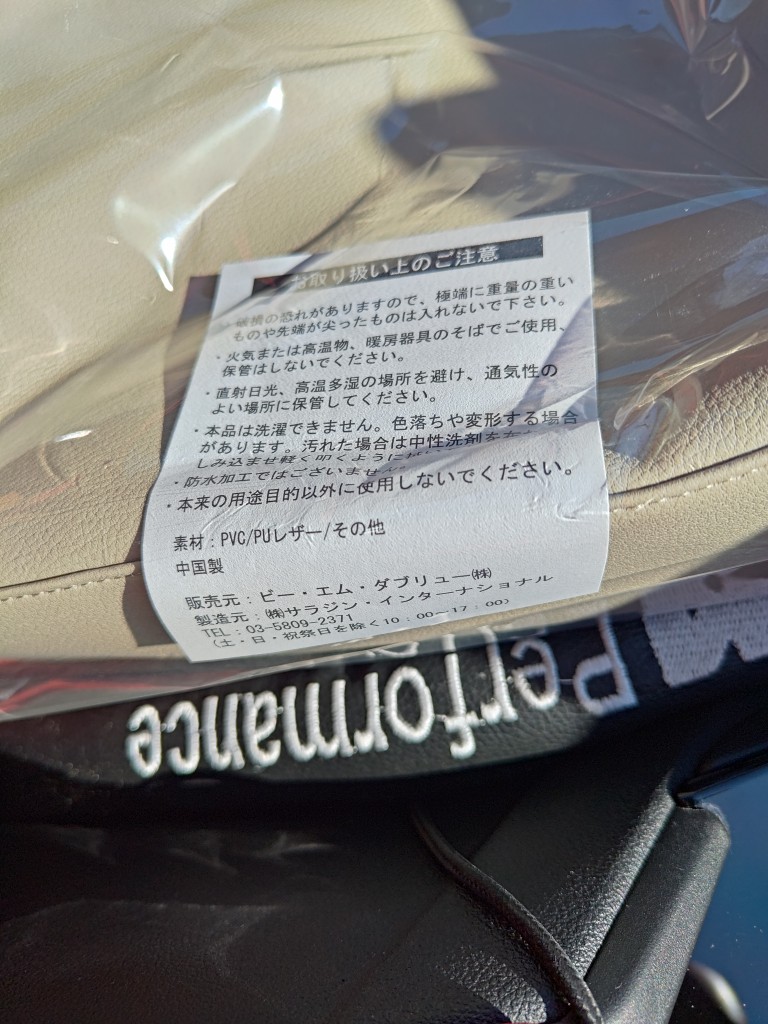 お取り扱い上のご注意
・破損の恐れがありますので、極端に重量の重い
ものや先端が尖ったものは入れないで下さい。
・火気または高温物、暖房器具のそばでご使用、
保管はしないでください。
・直射日光、高温多湿の場所を避け、通気性の
よい場所に保管してください。
・本品は洗濯できません。色落ちや変形する場合
があります。汚れた場合は中性洗剤を
しみ込ませ軽く叩くように
・防水加工ではございません。
・本来の用途目的以外に使用しないでください。
素材：PVC/PUレザー/その他
中国製
販売元：ビー・エム・ダブリュー㈱
製造元：㈱サラジン・インターナショナル
TEL：03-5809-2371
（土・日・祝祭日を除く10：00～17：00）
M Performance